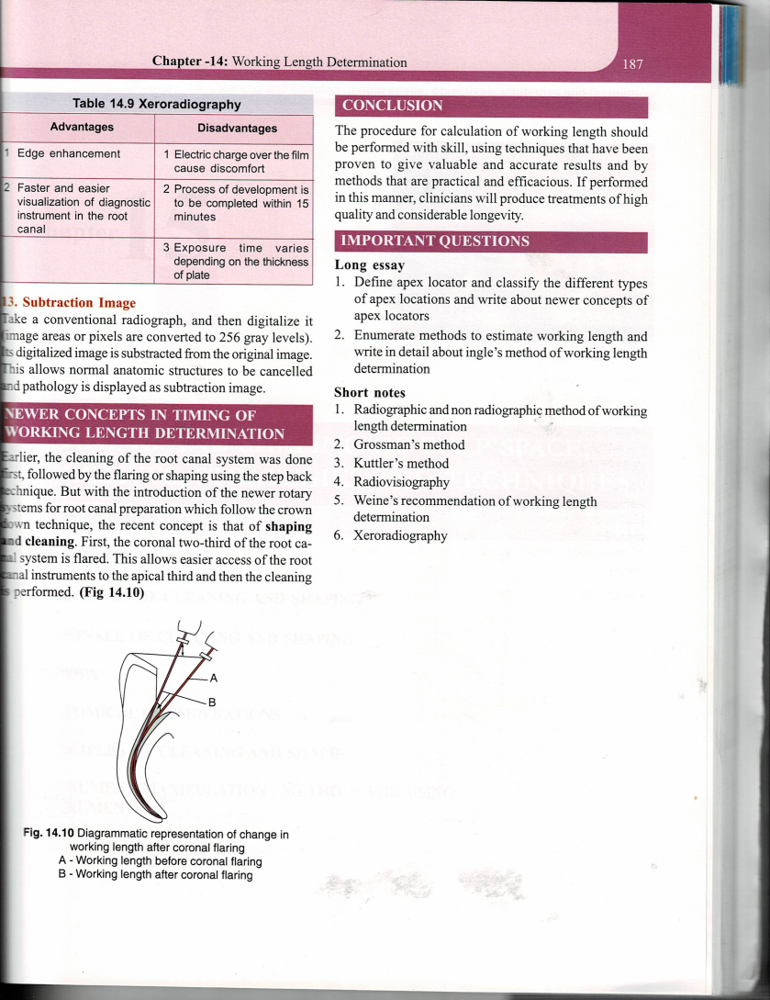 Chapter -14: Working Length Determination
187
Table 14.9 Xeroradiography
Advantages
Disadvantages
1 Edge enhancement
1 Electric charge over the film
cause discomfort
2 Faster and easier
visualization of diagnostic
instrument in the root
canal
2 Process of development is
to be completed within 15
minutes
3 Exposure time varies
depending on the thickness
of plate
13. Subtraction Image
Take a conventional radiograph, and then digitalize it
(image areas or pixels are converted to 256 gray levels).
Its digitalized image is substracted from the original image.
This allows normal anatomic structures to be cancelled
and pathology is displayed as subtraction image.
NEWER CONCEPTS IN TIMING OF
WORKING LENGTH DETERMINATION
Earlier, the cleaning of the root canal system was done
first, followed by the flaring or shaping using the step back
technique. But with the introduction of the newer rotary
systems for root canal preparation which follow the crown
down technique, the recent concept is that of shaping
and cleaning. First, the coronal two-third of the root ca-
nal system is flared. This allows easier access of the root
canal instruments to the apical third and then the cleaning
is performed. (Fig 14.10)
A
B
Fig. 14.10 Diagrammatic representation of change in
working length after coronal flaring
A - Working length before coronal flaring
B - Working length after coronal flaring
CONCLUSION
The procedure for calculation of working length should
be performed with skill, using techniques that have been
proven to give valuable and accurate results and by
methods that are practical and efficacious. If performed
in this manner, clinicians will produce treatments of high
quality and considerable longevity.
IMPORTANT QUESTIONS
Long essay
1. Define apex locator and classify the different types
of apex locations and write about newer concepts of
apex locators
2. Enumerate methods to estimate working length and
write in detail about ingle's method of working length
determination
Short notes
1. Radiographic and non radiographic method of working
length determination
2. Grossman's method
3. Kuttler's method
4. Radiovisiography
5. Weine's recommendation of working length
determination
6. Xeroradiography